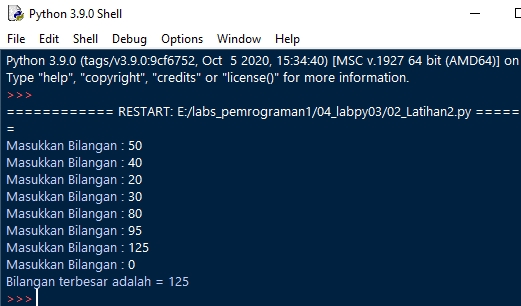 Python 3.9.0 Shell
File Edit Shell Debug Options Window Help
Python 3.9.0 (tags/v3.9.0:9cf6752, Oct  5 2020, 15:34:40) [MSC v.1927 64 bit (AMD64)] on
Type "help", "copyright", "credits" or "license()" for more information.
>>>
============ RESTART: E:/labs_pemrograman1/04_labpy03/02_Latihan2.py =====
=
Masukkan Bilangan : 50
Masukkan Bilangan : 40
Masukkan Bilangan : 20
Masukkan Bilangan : 30
Masukkan Bilangan : 80
Masukkan Bilangan : 95
Masukkan Bilangan : 125
Masukkan Bilangan : 0
Bilangan terbesar adalah = 125
>>>